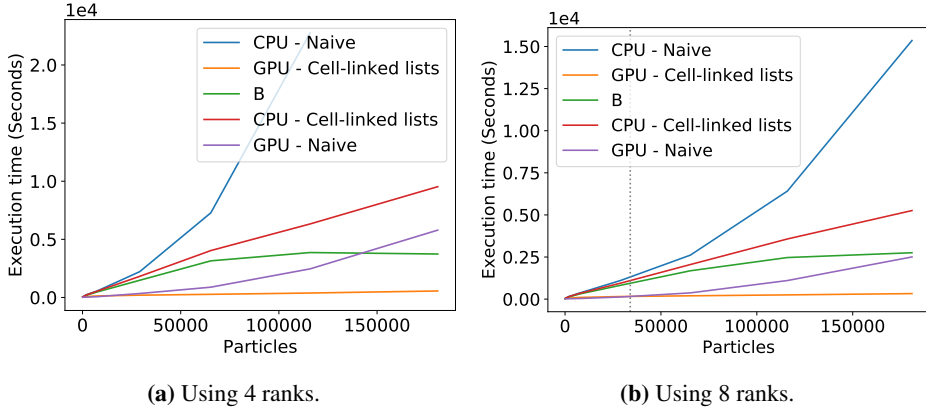 1e4
Execution time (Seconds)
2.0
1.5
1.0
0.5
0.0
CPU - Naive
GPU - Cell-linked lists
B
CPU - Cell-linked lists
GPU - Naive
0
50000
100000
150000
Particles
(a) Using 4 ranks.
1e4
Execution time (Seconds)
1.50
1.25
1.00
0.75
0.50
0.25
0.00
CPU - Naive
GPU - Cell-linked lists
B
CPU - Cell-linked lists
GPU - Naive
0
50000
100000
150000
Particles
(b) Using 8 ranks.